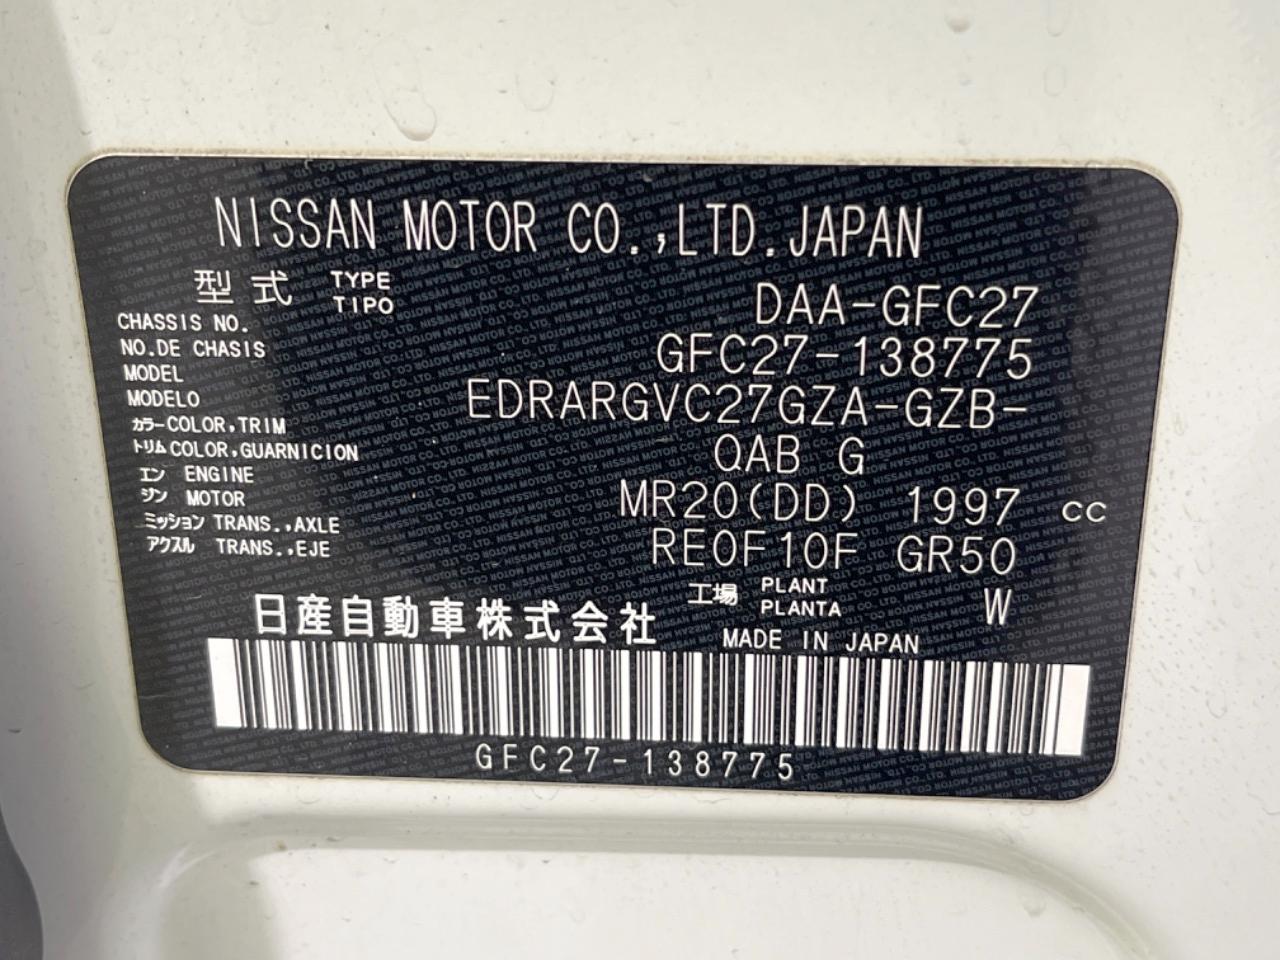 NISSAN MOTOR CO.,LTD.JAPAN
型式 TYPE TIPO DAA-GFC27
CHASSIS NO.
NO.DE CHASIS GFC27-138775
MODEL
MODELO EDRARGVC27GZA-GZB-
カラー COLOR,TRIM
トリム COLOR,GUARNICION QAB G
エン ENGINE
ジン MOTOR MR20(DD) 1997 CC
ミッション TRANS.,AXLE
アクスル TRANS.,EJE RE0F10F GR50
工場 PLANT PLANTA W
日産自動車株式会社 MADE IN JAPAN
GFC27-138775